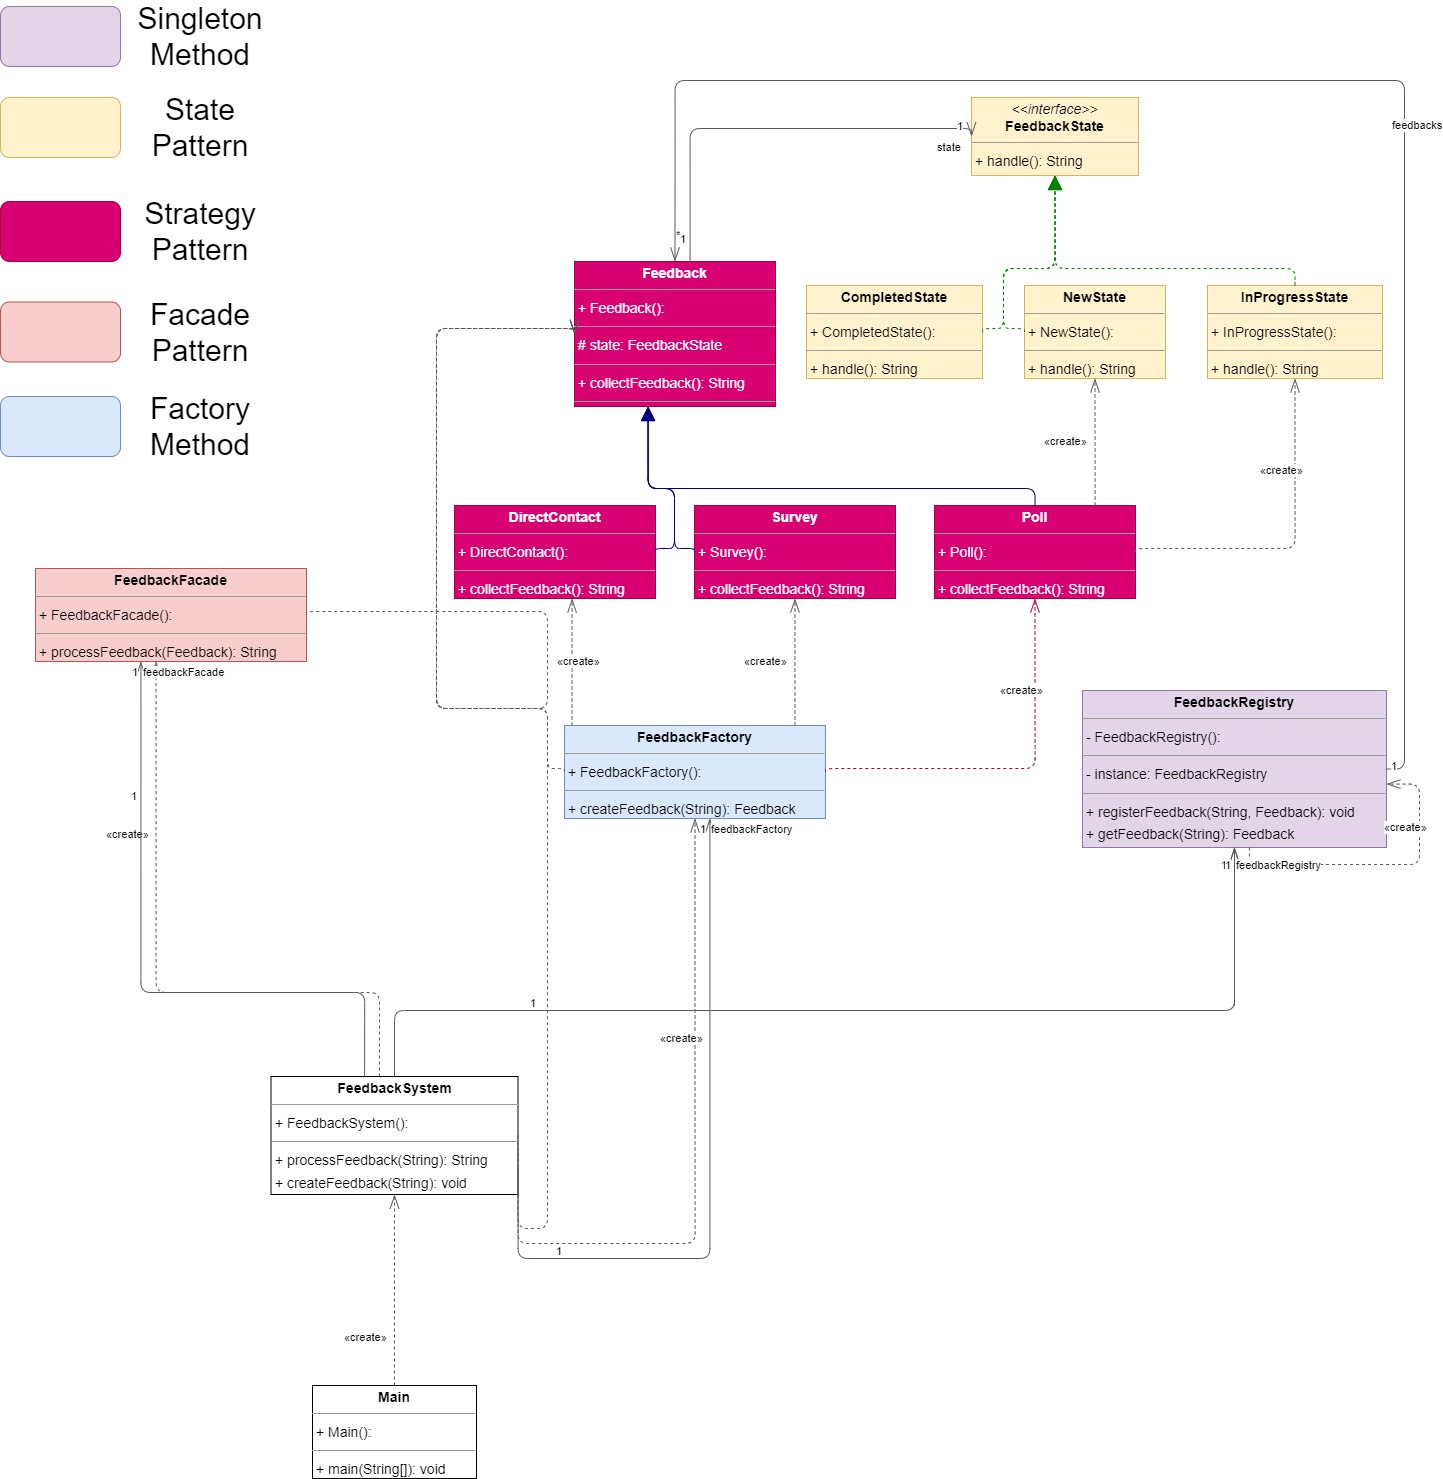 Singleton
Method
State
Pattern
Strategy
Pattern
Facade
Pattern
Factory
Method
<<interface>>
FeedbackState
+ handle(): String
1
state
feedbacks
*
1
Feedback
+ Feedback():
# state: FeedbackState
+ collectFeedback(): String
CompletedState
+ CompletedState():
+ handle(): String
NewState
+ NewState():
+ handle(): String
InProgressState
+ InProgressState():
+ handle(): String
«create»
«create»
DirectContact
+ DirectContact():
+ collectFeedback(): String
Survey
+ Survey():
+ collectFeedback(): String
Poll
+ Poll():
+ collectFeedback(): String
FeedbackFacade
+ FeedbackFacade():
+ processFeedback(Feedback): String
1
feedbackFacade
«create»
«create»
«create»
FeedbackRegistry
- FeedbackRegistry():
- instance: FeedbackRegistry
+ registerFeedback(String, Feedback): void
+ getFeedback(String): Feedback
1
«create»
11
feedbackRegistry
FeedbackFactory
+ FeedbackFactory():
+ createFeedback(String): Feedback
1
feedbackFactory
1
«create»
1
«create»
FeedbackSystem
+ FeedbackSystem():
+ processFeedback(String): String
+ createFeedback(String): void
1
«create»
Main
+ Main():
+ main(String[]): void